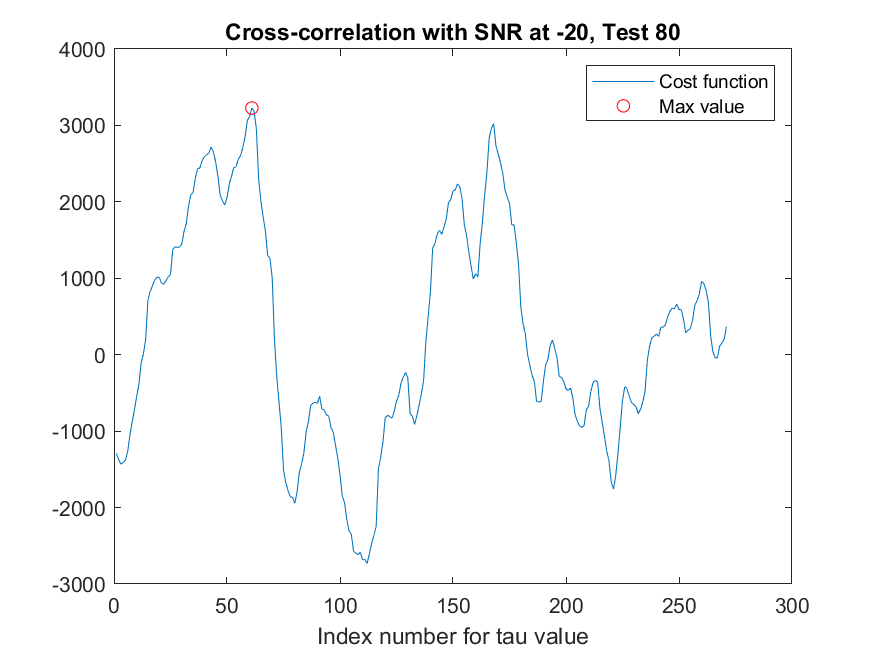 Cross-correlation with SNR at -20, Test 80
4000
3000
2000
1000
0
-1000
-2000
-3000
Cost function
Max value
0 50 100 150 200 250 300
Index number for tau value